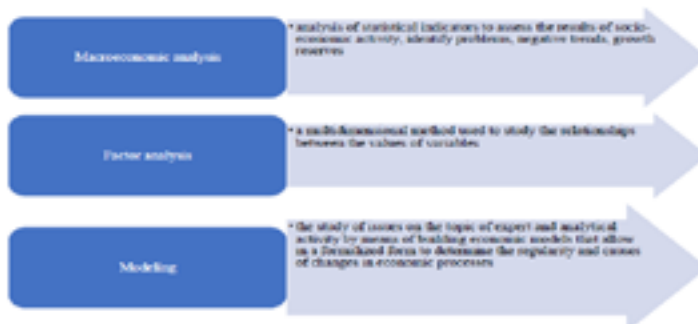 Macroeconomic analysis
• analysis of statistical indicators to assess the results of socio-
economic activity, identify problems, negative trends, growth
reserves
Factor analysis
• a multidimensional method used to study the relationships
between the values of variables
Modeling
• the study of issues on the topic of expert and analytical
activity by means of building economic models that allow
in a formalized form to determine the regularity and causes
of changes in economic processes